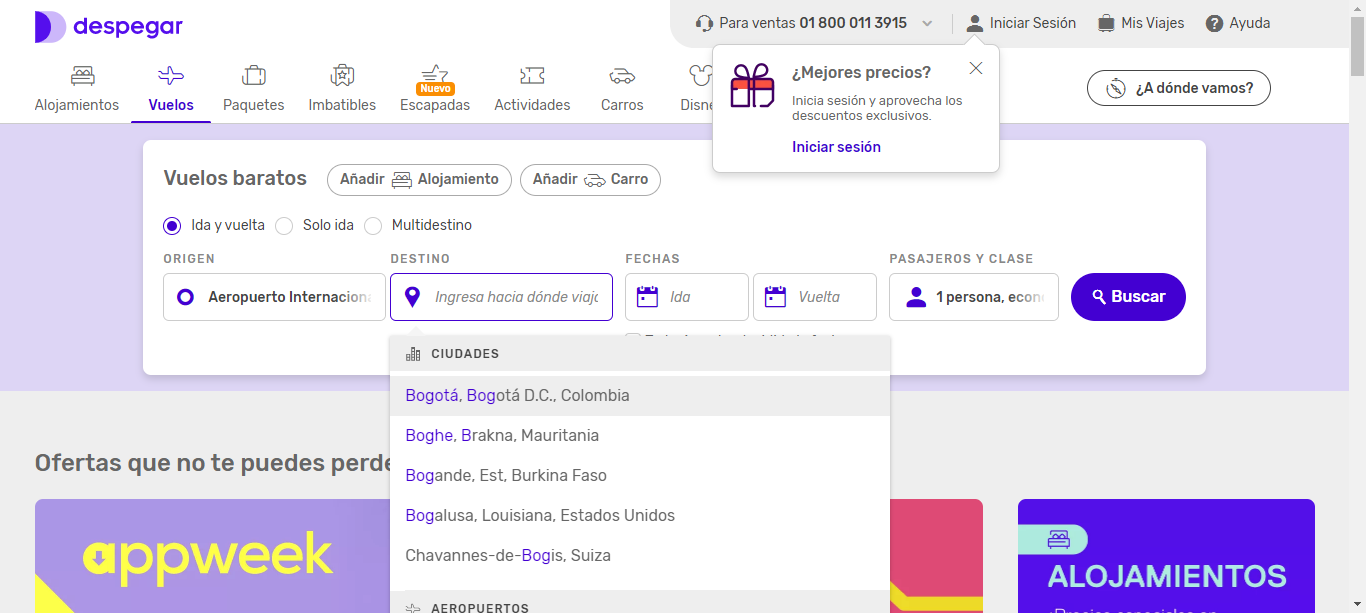 despegar
Para ventas 01 800 011 3915
Iniciar Sesión
Mis Viajes
Ayuda
Alojamientos
Vuelos
Paquetes
Imbatibles
Nuevo
Escapadas
Actividades
Carros
Disne
¿A dónde vamos?
¿Mejores precios?
Inicia sesión y aprovecha los
descuentos exclusivos.
Iniciar sesión
Vuelos baratos
Añadir Alojamiento
Añadir Carro
Ida y vuelta
Solo ida
Multidestino
ORIGEN
DESTINO
FECHAS
PASAJEROS Y CLASE
Aeropuerto Internaciona
Ingresa hacia dónde viajc
Ida
Vuelta
1 persona, econ
Buscar
CIUDADES
Bogotá, Bogotá D.C., Colombia
Boghe, Brakna, Mauritania
Bogande, Est, Burkina Faso
Bogalusa, Louisiana, Estados Unidos
Chavannes-de-Bogis, Suiza
AEROPUERTOS
Ofertas que no te puedes perde
appweek
ALOJAMIENTOS